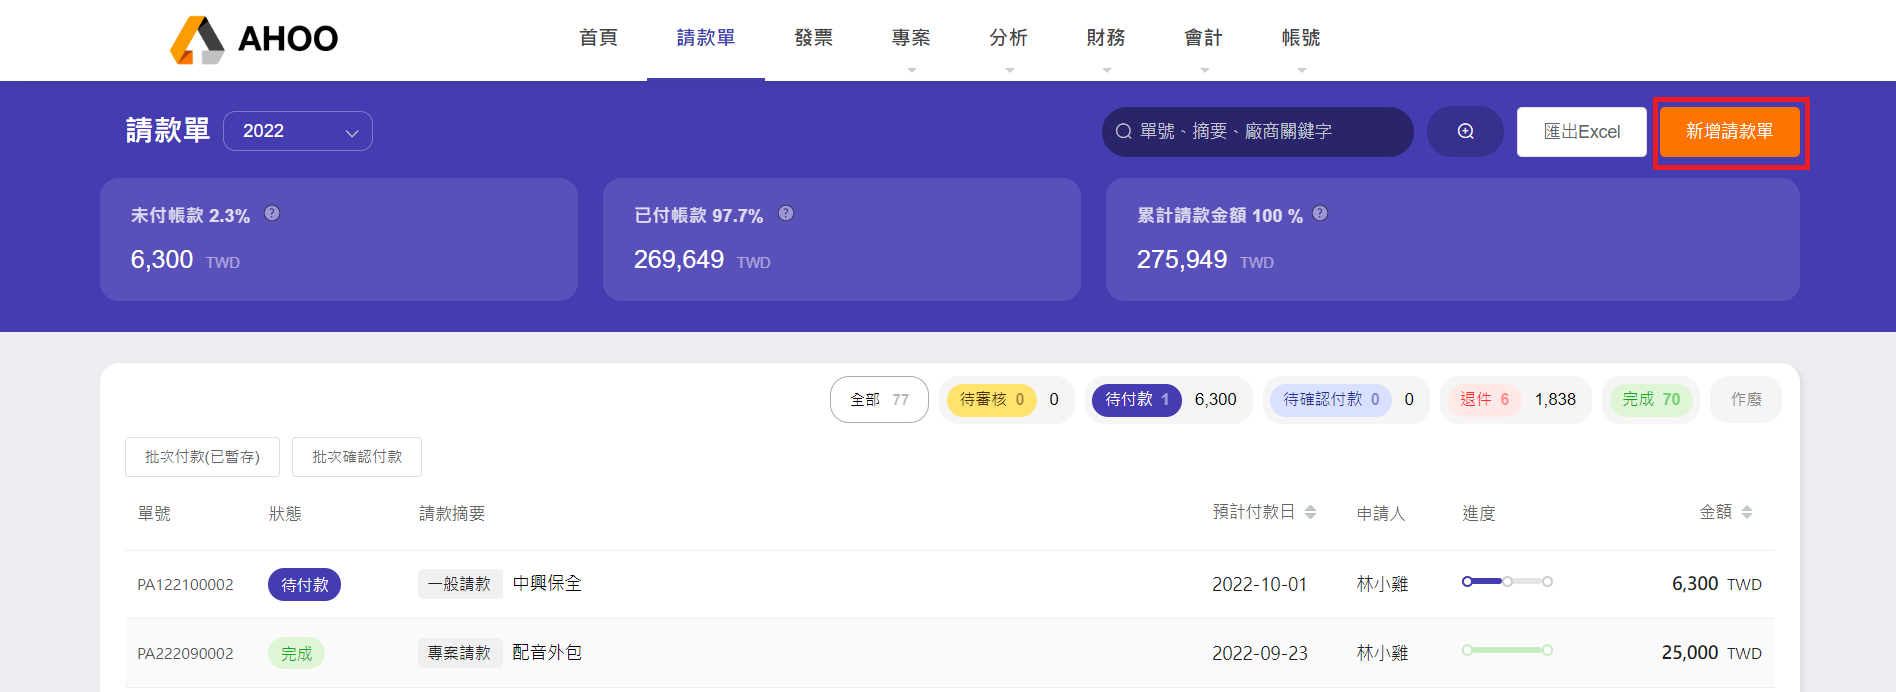 AHOO
首頁 請款單 發票 專案 分析 財務 會計 帳號
請款單 2022 單號、摘要、廠商關鍵字 匯出Excel 新增請款單
未付帳款 2.3% ? 已付帳款 97.7% ? 累計請款金額 100 % ?
6,300 TWD 269,649 TWD 275,949 TWD
全部 77 待審核 0 0 待付款 1 6,300 待確認付款 0 0 退件 6 1,838 完成 70 作廢
批次付款(已暫存) 批次確認付款
單號 狀態 請款摘要 預計付款日 申請人 進度 金額
PA122100002 待付款 一般請款 中興保全 2022-10-01 林小雞 6,300 TWD
PA222090002 完成 專案請款 配音外包 2022-09-23 林小雞 25,000 TWD